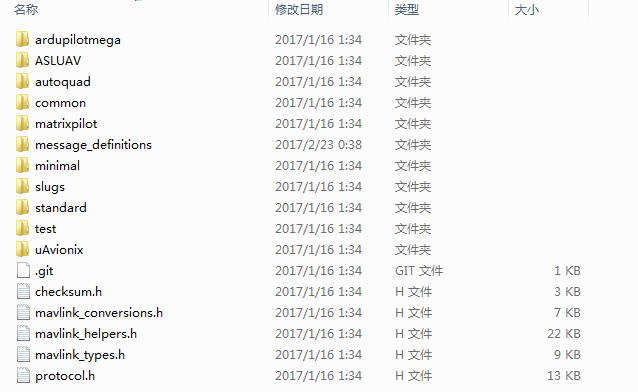 名称 修改日期 类型 大小
ardupilotmega 2017/1/16 1:34 文件夹
ASLUAV 2017/1/16 1:34 文件夹
autoquad 2017/1/16 1:34 文件夹
common 2017/1/16 1:34 文件夹
matrixpilot 2017/1/16 1:34 文件夹
message_definitions 2017/2/23 0:38 文件夹
minimal 2017/1/16 1:34 文件夹
slugs 2017/1/16 1:34 文件夹
standard 2017/1/16 1:34 文件夹
test 2017/1/16 1:34 文件夹
uAvionix 2017/1/16 1:34 文件夹
.git 2017/1/16 1:34 GIT 文件 1 KB
checksum.h 2017/1/16 1:34 H 文件 3 KB
mavlink_conversions.h 2017/1/16 1:34 H 文件 7 KB
mavlink_helpers.h 2017/1/16 1:34 H 文件 22 KB
mavlink_types.h 2017/1/16 1:34 H 文件 9 KB
protocol.h 2017/1/16 1:34 H 文件 13 KB